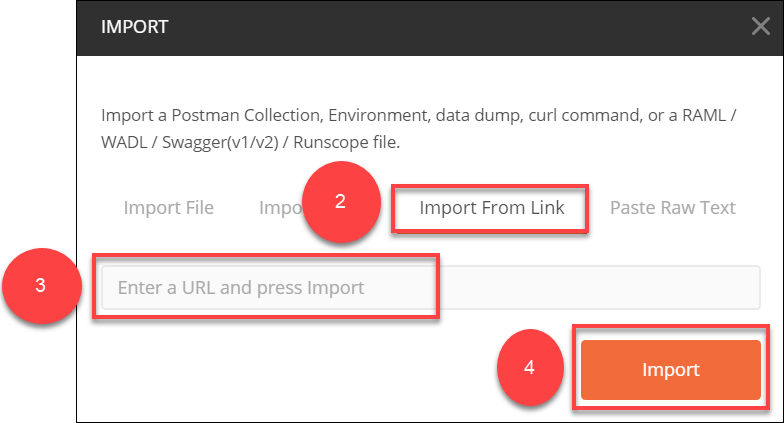 IMPORT
Import a Postman Collection, Environment, data dump, curl command, or a RAML /
WADL / Swagger(v1/v2) / Runscope file.
Import File Impo 2 Import From Link Paste Raw Text
3 Enter a URL and press Import
4 Import